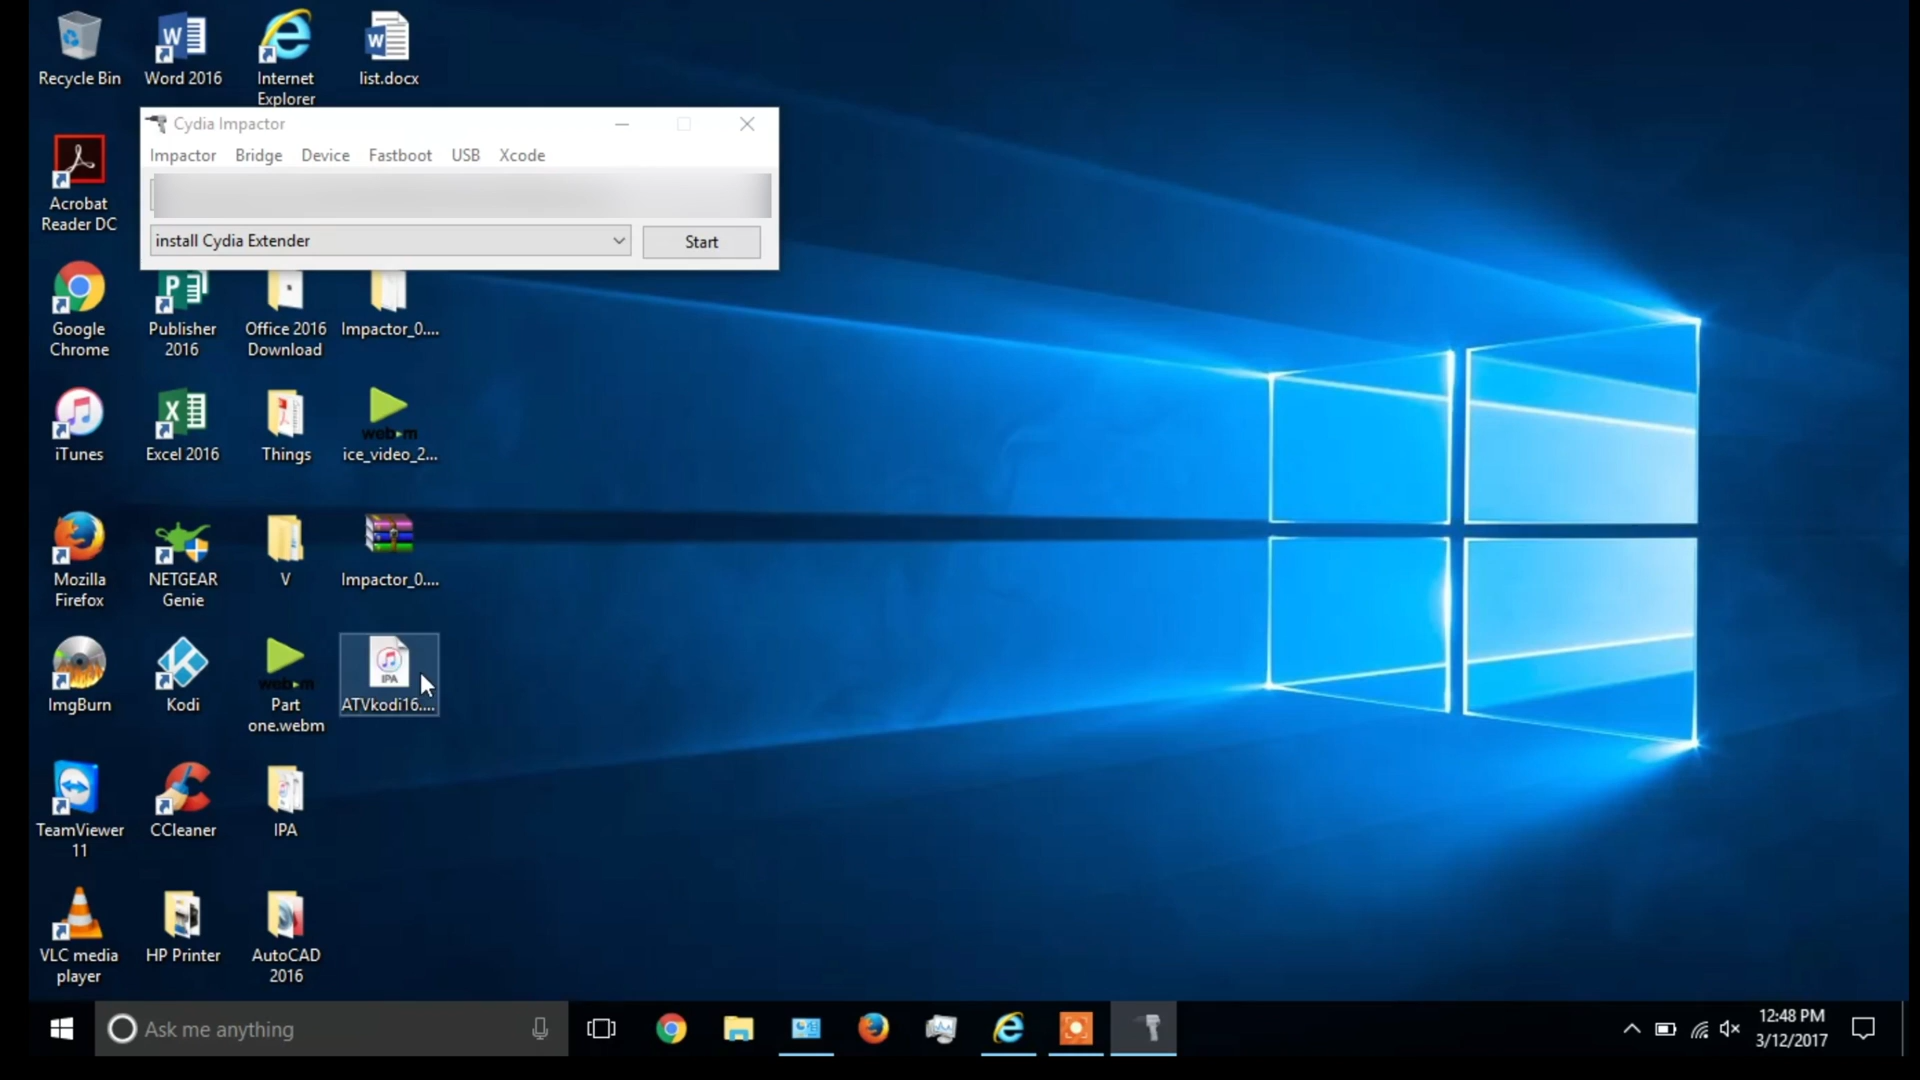 Recycle Bin
Word 2016
Internet
Explorer
list.docx
Cydia Impactor
Impactor Bridge Device Fastboot USB Xcode
install Cydia Extender
Start
Acrobat
Reader DC
Google
Chrome
Publisher
2016
Office 2016
Download
Impactor_0....
iTunes
Excel 2016
Things
ice_video_2...
Mozilla
Firefox
NETGEAR
Genie
V
Impactor_0....
ImgBurn
Kodi
Part
one.webm
IPA
ATVkodi16....
TeamViewer
11
CCleaner
IPA
VLC media
player
HP Printer
AutoCAD
2016
Ask me anything
12:48 PM
3/12/2017